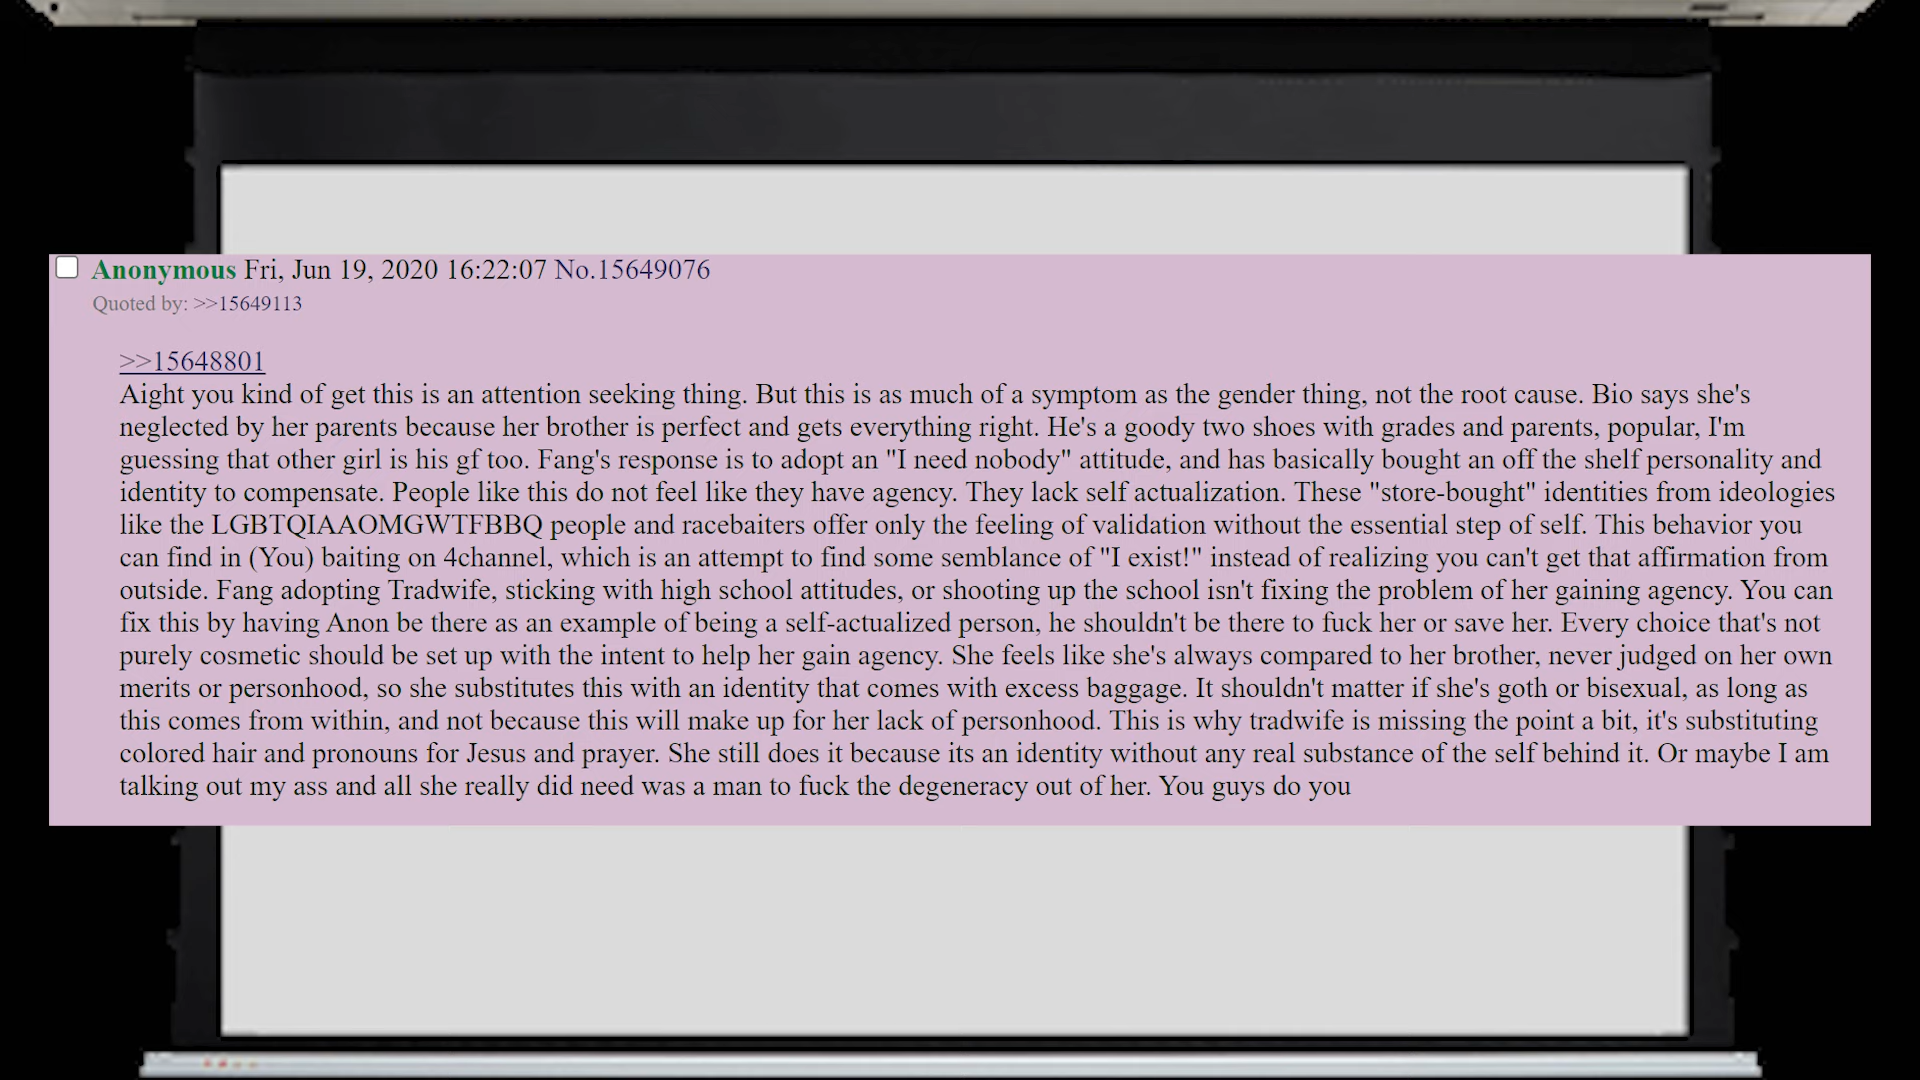 Anonymous Fri, Jun 19, 2020 16:22:07 No.15649076
Quoted by: >>15649113
>>15648801
Aight you kind of get this is an attention seeking thing. But this is as much of a symptom as the gender thing, not the root cause. Bio says she's
neglected by her parents because her brother is perfect and gets everything right. He's a goody two shoes with grades and parents, popular, I'm
guessing that other girl is his gf too. Fang's response is to adopt an "I need nobody" attitude, and has basically bought an off the shelf personality and
identity to compensate. People like this do not feel like they have agency. They lack self actualization. These "store-bought" identities from ideologies
like the LGBTQIAAOMGWTFBBQ people and racebaiters offer only the feeling of validation without the essential step of self. This behavior you
can find in (You) baiting on 4channel, which is an attempt to find some semblance of "I exist!" instead of realizing you can't get that affirmation from
outside. Fang adopting Tradwife, sticking with high school attitudes, or shooting up the school isn't fixing the problem of her gaining agency. You can
fix this by having Anon be there as an example of being a self-actualized person, he shouldn't be there to fuck her or save her. Every choice that's not
purely cosmetic should be set up with the intent to help her gain agency. She feels like she's always compared to her brother, never judged on her own
merits or personhood, so she substitutes this with an identity that comes with excess baggage. It shouldn't matter if she's goth or bisexual, as long as
this comes from within, and not because this will make up for her lack of personhood. This is why tradwife is missing the point a bit, it's substituting
colored hair and pronouns for Jesus and prayer. She still does it because its an identity without any real substance of the self behind it. Or maybe I am
talking out my ass and all she really did need was a man to fuck the degeneracy out of her. You guys do you